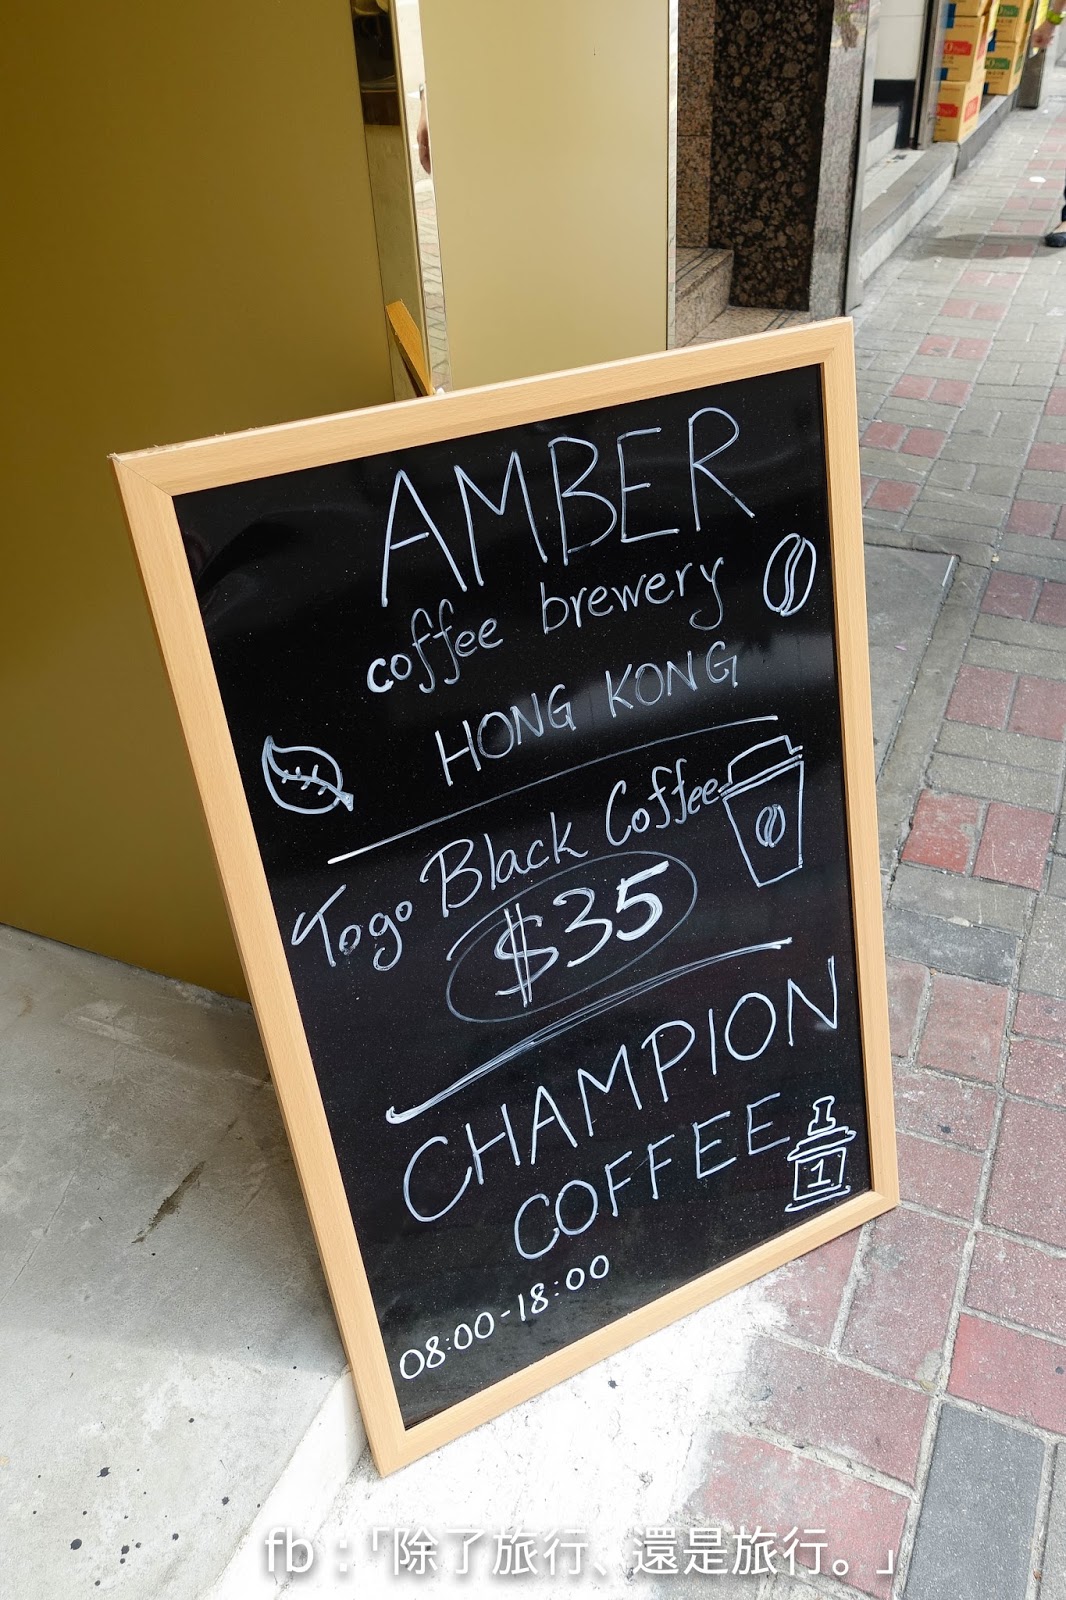 AMBER
coffee brewery
HONG KONG
Togo Black Coffee
$35
CHAMPION
COFFEE
1
08:00-18:00
fb：「除了旅行、還是旅行。」